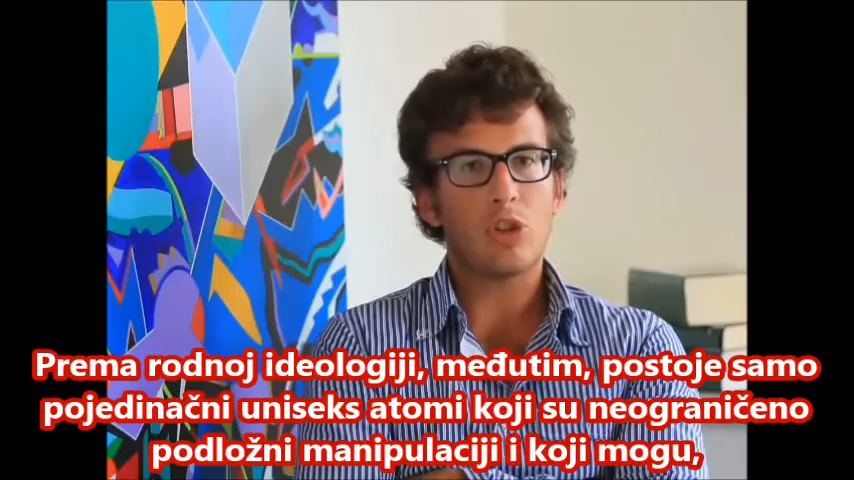 Prema rodnoj ideologiji, međutim, postoje samo
pojedinačni uniseks atomi koji su neograničeno
podložni manipulaciji i koji mogu,